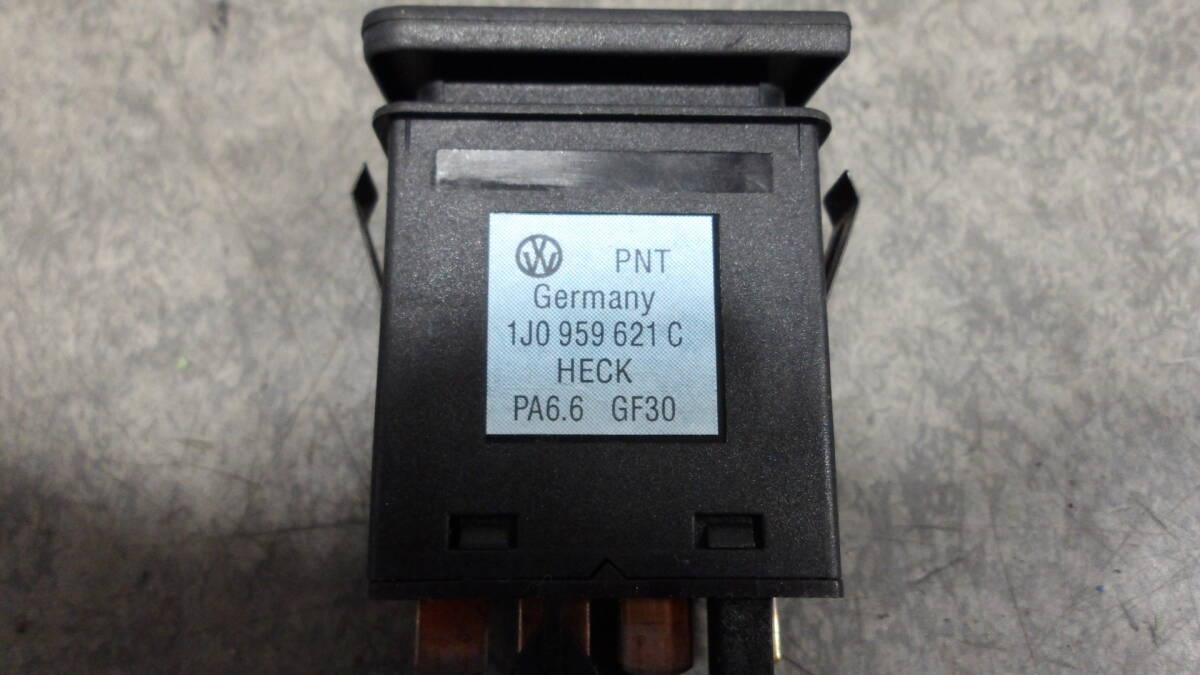 PNT
Germany
1J0 959 621 C
HECK
PA6.6 GF30